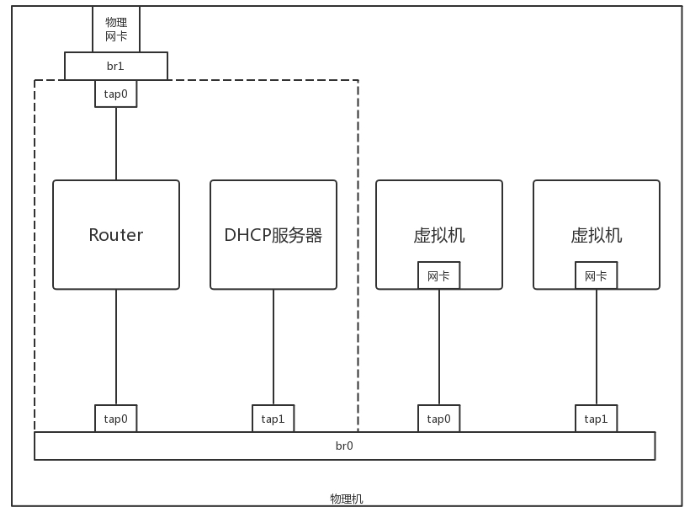 物理
网卡
br1
tap0
Router
DHCP服务器
虚拟机
网卡
虚拟机
网卡
tap0
tap1
tap0
tap1
br0
物理机